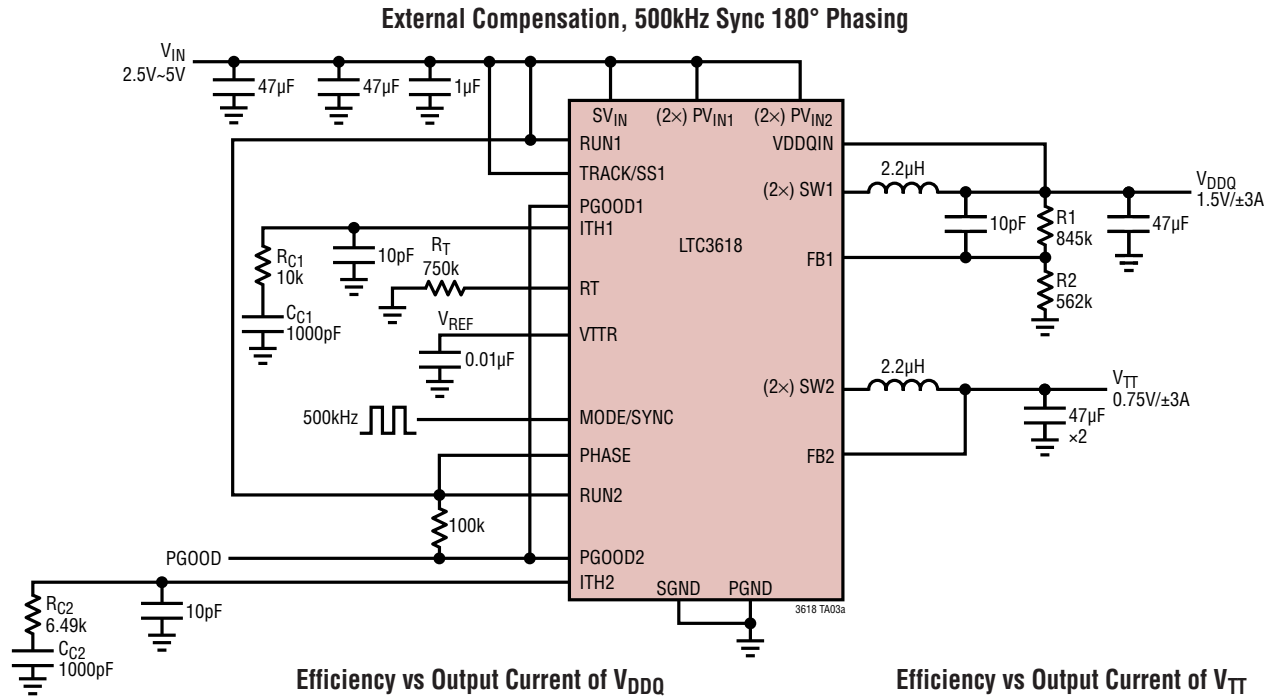 External Compensation, 500kHz Sync 180° Phasing
VIN
2.5V~5V
47µF
47µF
1µF
SVIN
(2×) PVIN1
(2×) PVIN2
RUN1
VDDQIN
TRACK/SS1
2.2µH
(2×) SW1
VDDQ
1.5V/±3A
PGOOD1
ITH1
10pF
R1
845k
47µF
RC1
10k
10pF
RT
750k
LTC3618
FB1
RT
R2
562k
CC1
1000pF
VREF
VTTR
0.01µF
2.2µH
(2×) SW2
VTT
0.75V/±3A
500kHz
MODE/SYNC
47µF
×2
PHASE
FB2
RUN2
100k
PGOOD
PGOOD2
ITH2
SGND
PGND
3618 TA03a
RC2
6.49k
10pF
CC2
1000pF
Efficiency vs Output Current of VDDQ
Efficiency vs Output Current of VTT